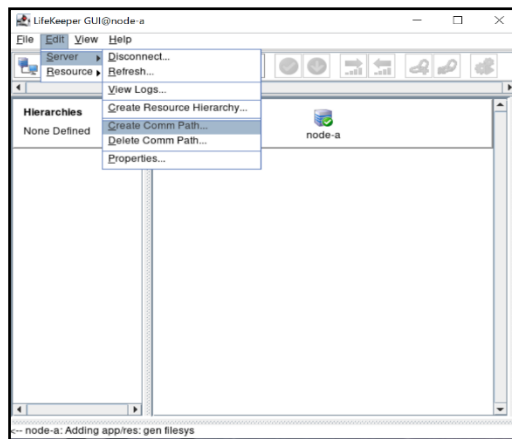 LifeKeeper GUI@node-a
File Edit View Help
Server
Resource
Disconnect...
Refresh...
View Logs...
Create Resource Hierarchy...
Create Comm Path...
Delete Comm Path...
Properties...
Hierarchies
None Defined
node-a
<-- node-a: Adding app/res: gen filesys